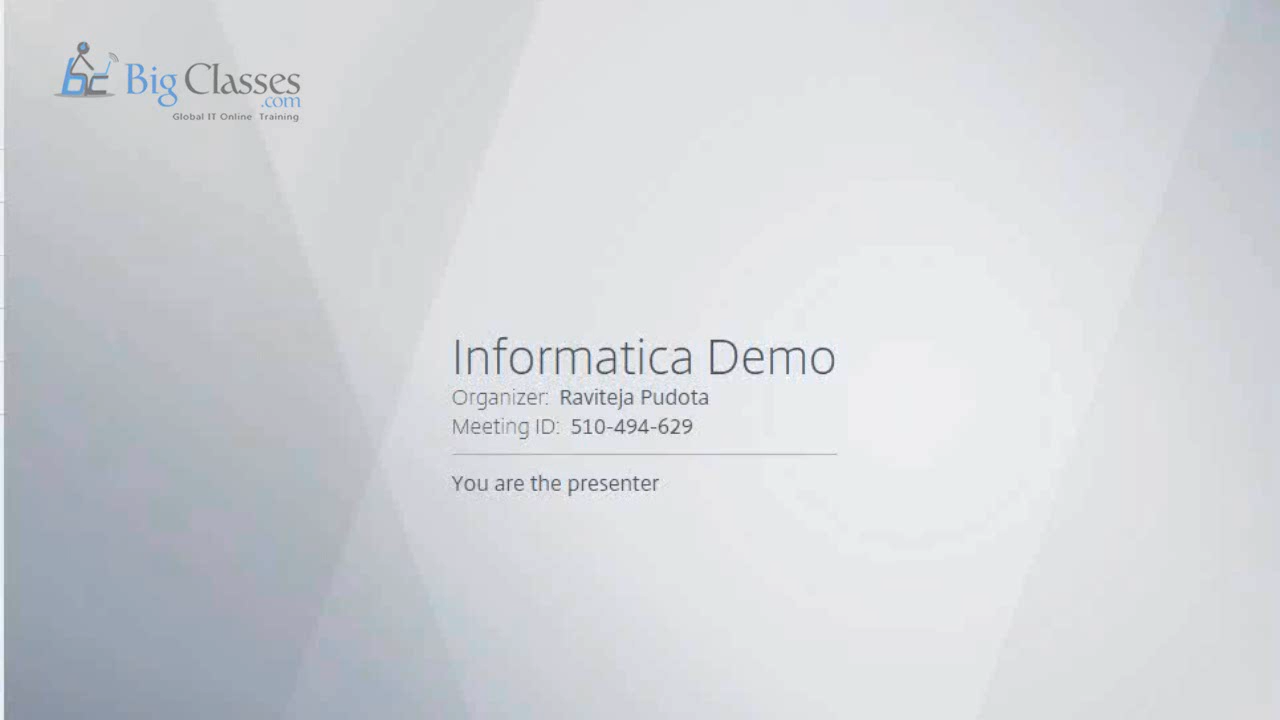 Big Classes
.com
Global IT Online Training
Informatica Demo
Organizer: Raviteja Pudota
Meeting ID: 510-494-629
You are the presenter